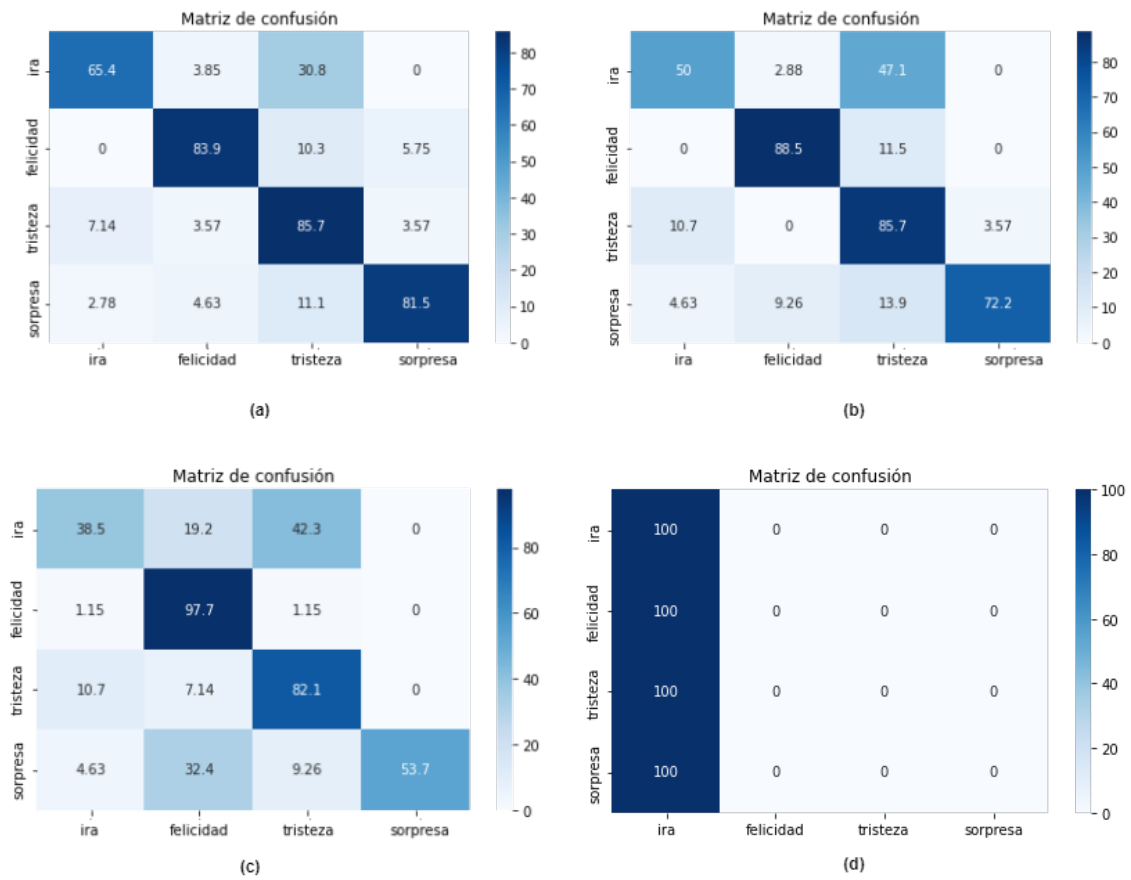 Matriz de confusión
ira 65.4 3.85 30.8 0
felicidad 0 83.9 10.3 5.75
tristeza 7.14 3.57 85.7 3.57
sorpresa 2.78 4.63 11.1 81.5
ira felicidad tristeza sorpresa
80
70
60
50
40
30
20
10
0
(a)
Matriz de confusión
ira 50 2.88 47.1 0
felicidad 0 88.5 11.5 0
tristeza 10.7 0 85.7 3.57
sorpresa 4.63 9.26 13.9 72.2
ira felicidad tristeza sorpresa
80
70
60
50
40
30
20
10
0
(b)
Matriz de confusión
ira 38.5 19.2 42.3 0
felicidad 1.15 97.7 1.15 0
tristeza 10.7 7.14 82.1 0
sorpresa 4.63 32.4 9.26 53.7
ira felicidad tristeza sorpresa
80
60
40
20
0
(c)
Matriz de confusión
ira 100 0 0 0
felicidad 100 0 0 0
tristeza 100 0 0 0
sorpresa 100 0 0 0
ira felicidad tristeza sorpresa
100
80
60
40
20
0
(d)